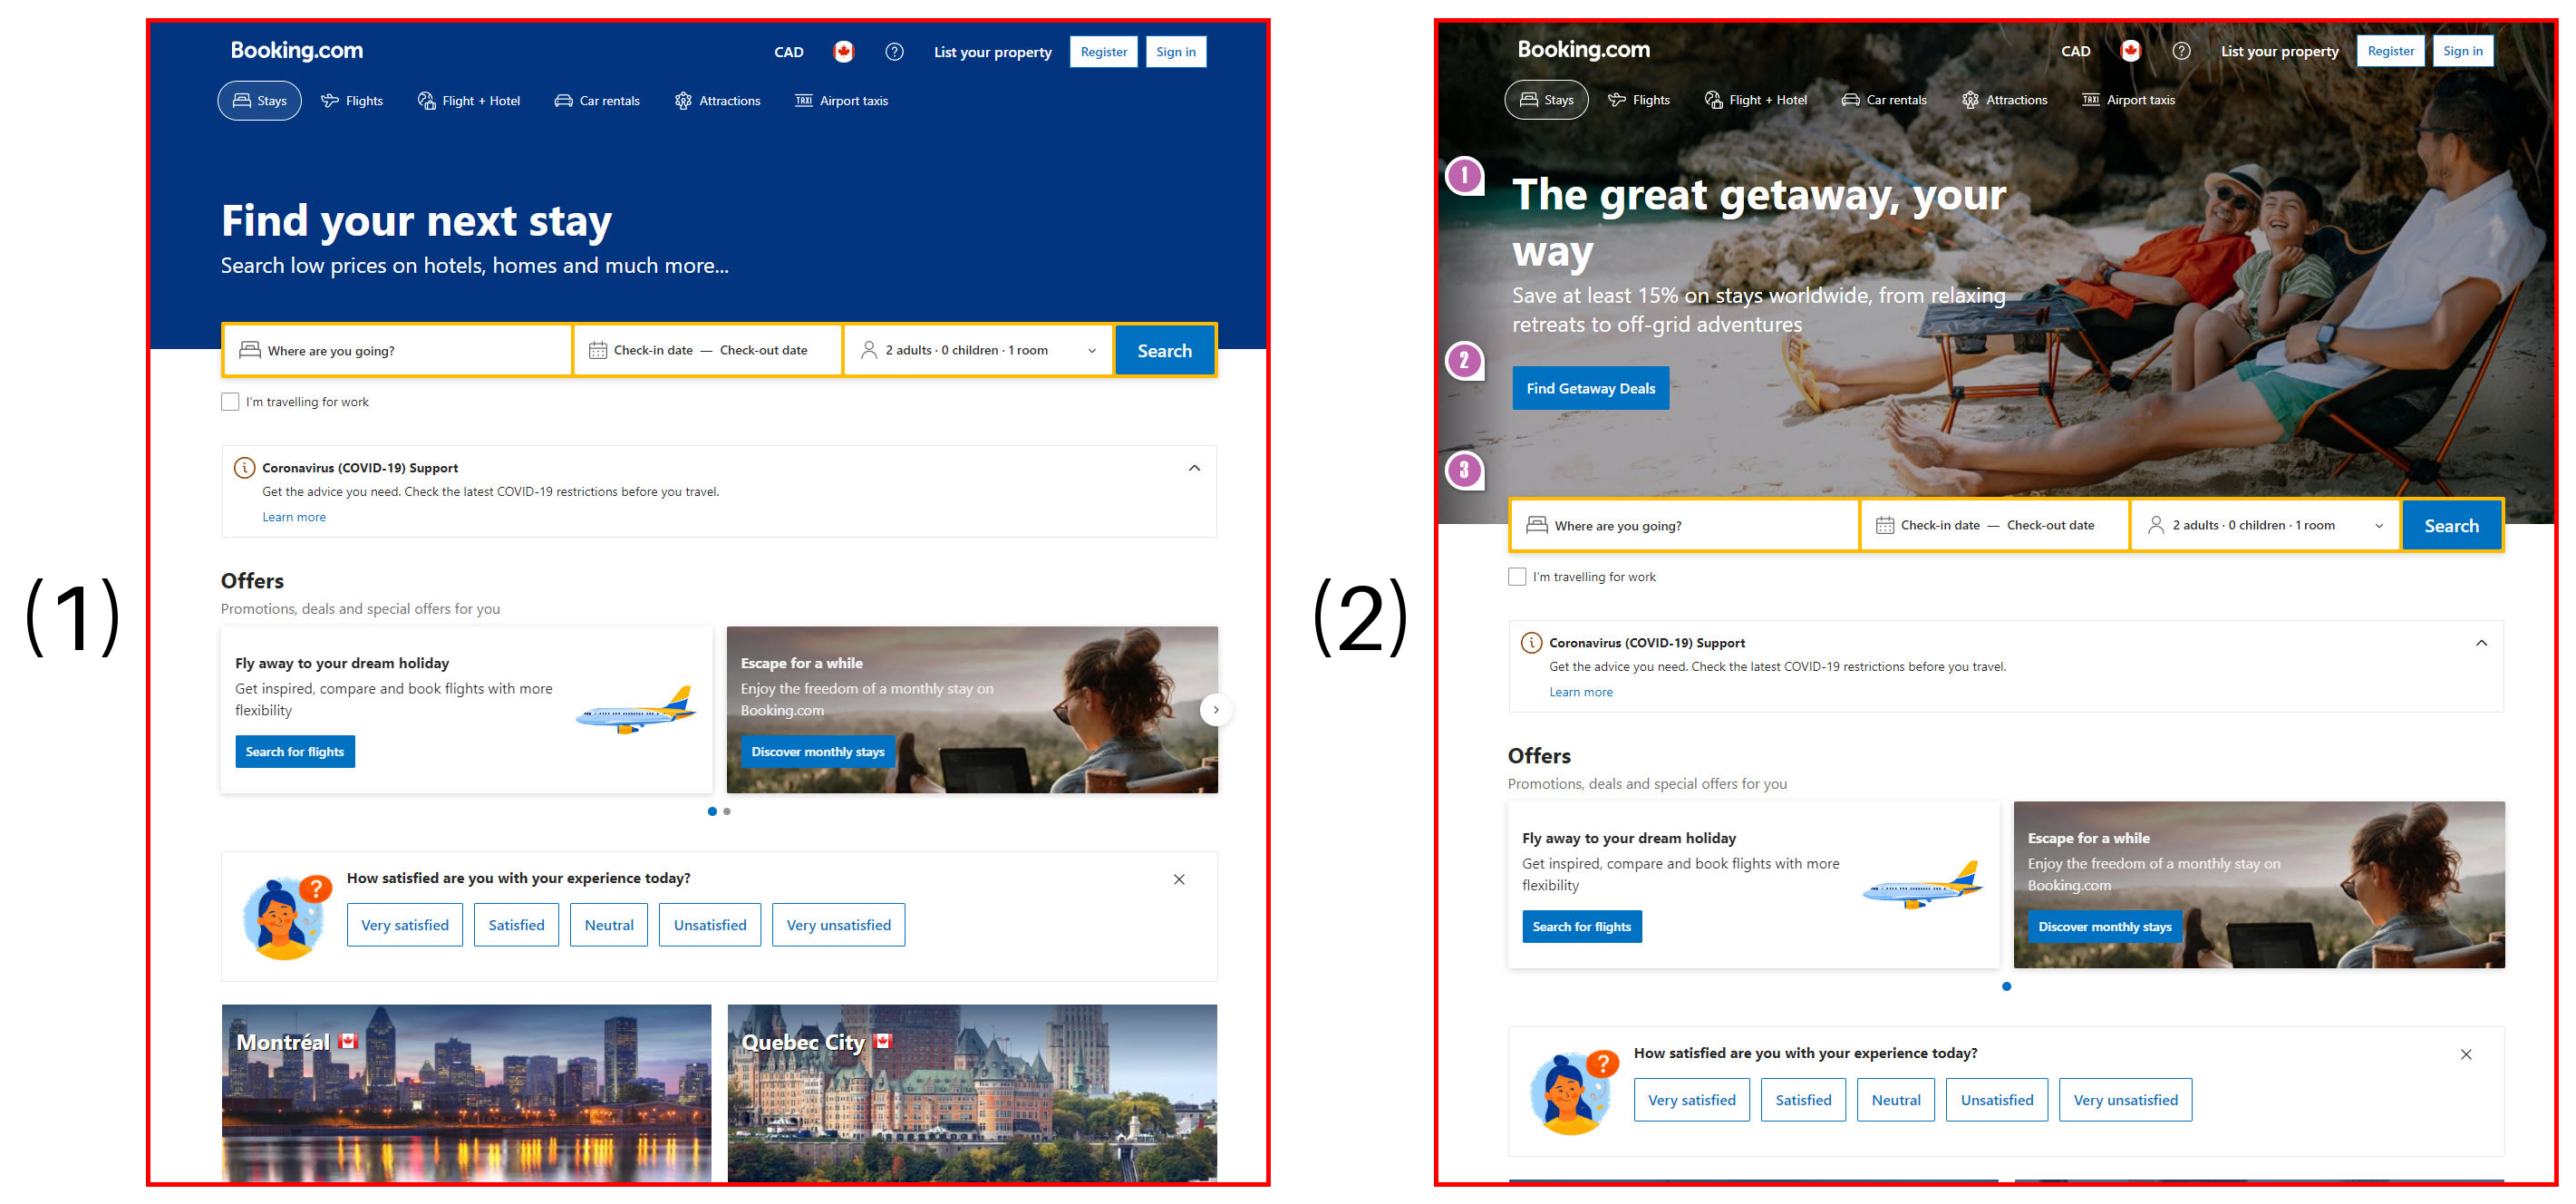 (1)
Booking.com
CAD
List your property
Register
Sign in
Stays
Flights
Flight + Hotel
Car rentals
Attractions
TAXI
Airport taxis
Find your next stay
Search low prices on hotels, homes and much more...
Where are you going?
Check-in date — Check-out date
2 adults · 0 children · 1 room
Search
I'm travelling for work
Coronavirus (COVID-19) Support
Get the advice you need. Check the latest COVID-19 restrictions before you travel.
Learn more
Offers
Promotions, deals and special offers for you
Fly away to your dream holiday
Get inspired, compare and book flights with more
flexibility
Search for flights
Escape for a while
Enjoy the freedom of a monthly stay on
Booking.com
Discover monthly stays
How satisfied are you with your experience today?
Very satisfied
Satisfied
Neutral
Unsatisfied
Very unsatisfied
Montréal
Quebec City
(2)
Booking.com
CAD
List your property
Register
Sign in
Stays
Flights
Flight + Hotel
Car rentals
Attractions
TAXI
Airport taxis
1
The great getaway, your
way
Save at least 15% on stays worldwide, from relaxing
retreats to off-grid adventures
2
Find Getaway Deals
3
Where are you going?
Check-in date — Check-out date
2 adults · 0 children · 1 room
Search
I'm travelling for work
Coronavirus (COVID-19) Support
Get the advice you need. Check the latest COVID-19 restrictions before you travel.
Learn more
Offers
Promotions, deals and special offers for you
Fly away to your dream holiday
Get inspired, compare and book flights with more
flexibility
Search for flights
Escape for a while
Enjoy the freedom of a monthly stay on
Booking.com
Discover monthly stays
How satisfied are you with your experience today?
Very satisfied
Satisfied
Neutral
Unsatisfied
Very unsatisfied